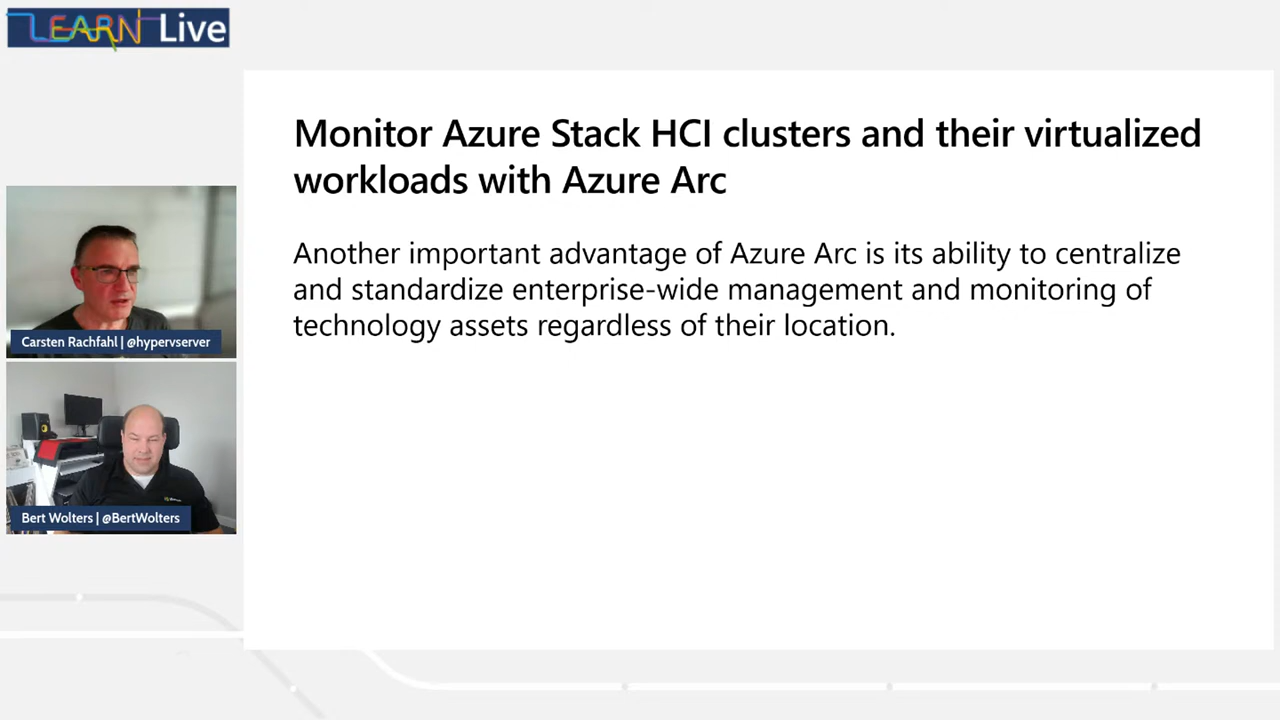 LEARN Live
Monitor Azure Stack HCI clusters and their virtualized
workloads with Azure Arc
Another important advantage of Azure Arc is its ability to centralize
and standardize enterprise-wide management and monitoring of
technology assets regardless of their location.
Carsten Rachfahl | @hypervserver
Bert Wolters | @BertWolters